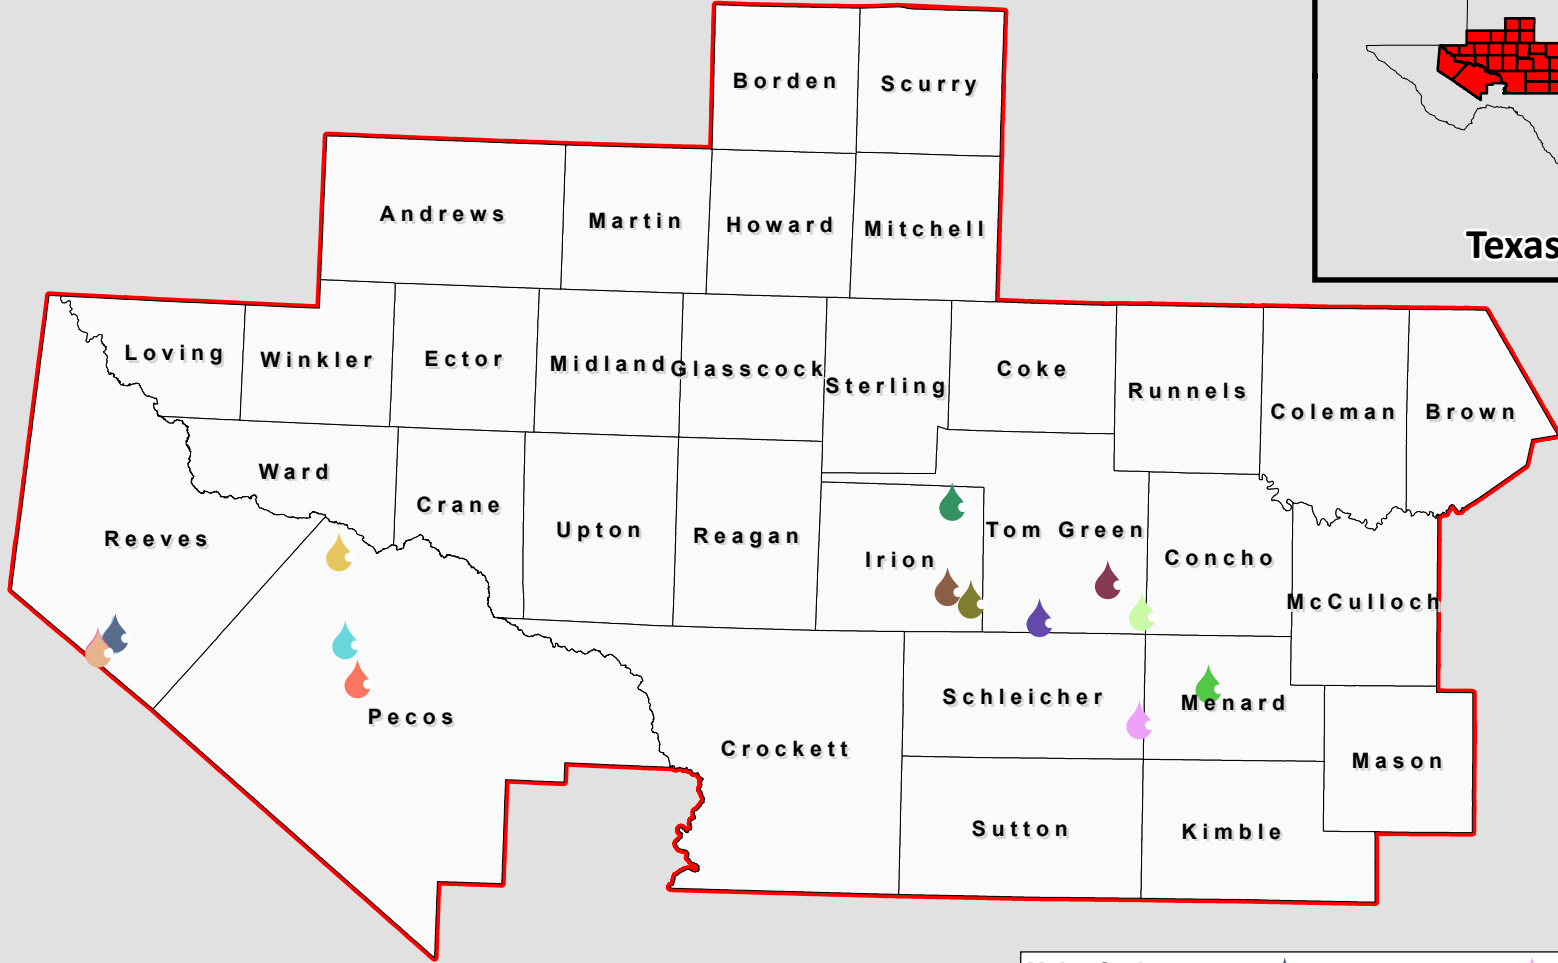 Borden
Scurry
Texas
Andrews
Martin
Howard
Mitchell
Loving
Winkler
Ector
Midland
Glasscock
Sterling
Coke
Runnels
Coleman
Brown
Ward
Crane
Upton
Reagan
Reeves
Irion
Tom Green
Concho
McCulloch
Pecos
Crockett
Schleicher
Menard
Mason
Sutton
Kimble